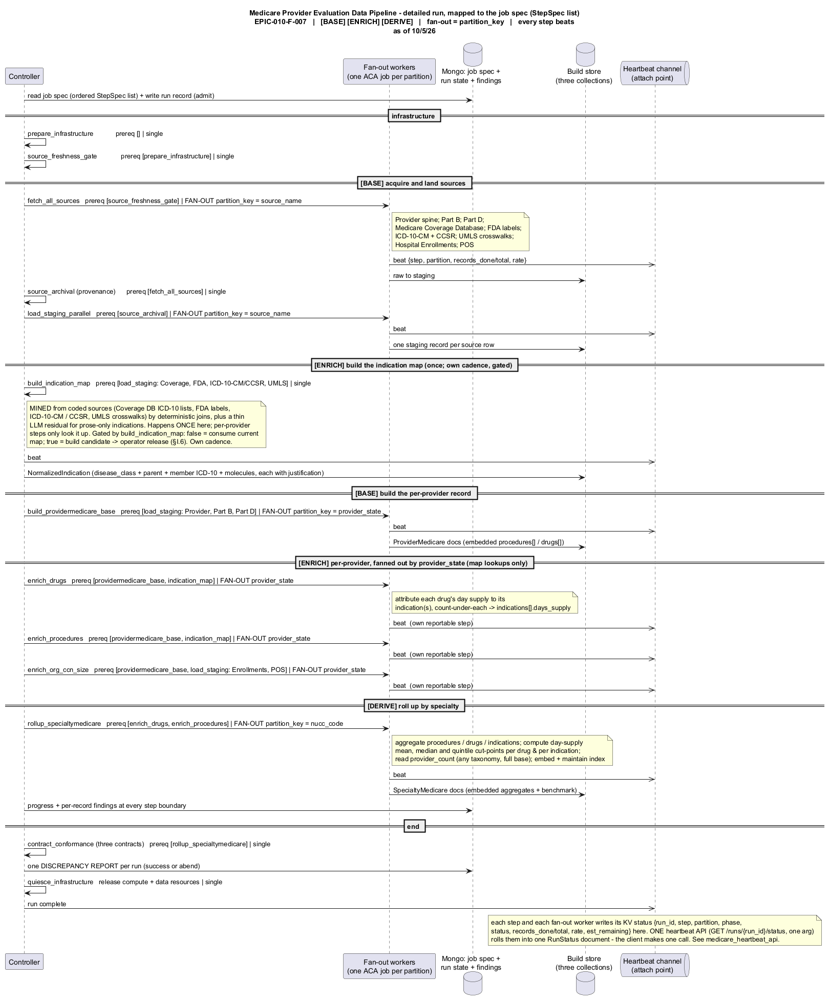 Medicare Provider Evaluation Data Pipeline - detailed run, mapped to the job spec (StepSpec list)
EPIC-010-F-007 | [BASE] [ENRICH] [DERIVE] | fan-out = partition_key | every step beats
as of 10/5/26
Controller
Fan-out workers
(one ACA job per partition)
Mongo: job spec +
run state + findings
Build store
(three collections)
Heartbeat channel
(attach point)
read job spec (ordered StepSpec list) + write run record (admit)
infrastructure
prepare_infrastructure prereq [] | single
source_freshness_gate prereq [prepare_infrastructure] | single
[BASE] acquire and land sources
fetch_all_sources prereq [source_freshness_gate] | FAN-OUT partition_key = source_name
Provider spine; Part B; Part D;
Medicare Coverage Database; FDA labels;
ICD-10-CM + CCSR; UMLS crosswalks;
Hospital Enrollments; POS
beat {step, partition, records_done/total, rate}
raw to staging
source_archival (provenance) prereq [fetch_all_sources] | single
load_staging_parallel prereq [source_archival] | FAN-OUT partition_key = source_name
beat
one staging record per source row
[ENRICH] build the indication map (once; own cadence, gated)
build_indication_map prereq [load_staging: Coverage, FDA, ICD-10-CM/CCSR, UMLS] | single
MINED from coded sources (Coverage DB ICD-10 lists, FDA labels,
ICD-10-CM / CCSR, UMLS crosswalks) by deterministic joins, plus a thin
LLM residual for prose-only indications. Happens ONCE here; per-provider
steps only look it up. Gated by build_indication_map: false = consume current
map; true = build candidate -> operator release (§I.6). Own cadence.
beat
NormalizedIndication (disease_class + parent + member ICD-10 + molecules, each with justification)
[BASE] build the per-provider record
build_providermedicare_base prereq [load_staging: Provider, Part B, Part D] | FAN-OUT partition_key = provider_state
beat
ProviderMedicare docs (embedded procedures[] / drugs[])
[ENRICH] per-provider, fanned out by provider_state (map lookups only)
enrich_drugs prereq [providermedicare_base, indication_map] | FAN-OUT provider_state
attribute each drug's day supply to its
indication(s), count-under-each -> indications[].days_supply
beat (own reportable step)
enrich_procedures prereq [providermedicare_base, indication_map] | FAN-OUT provider_state
beat (own reportable step)
enrich_org_ccn_size prereq [providermedicare_base, load_staging: Enrollments, POS] | FAN-OUT provider_state
beat (own reportable step)
[DERIVE] roll up by specialty
rollup_specialtymedicare prereq [enrich_drugs, enrich_procedures] | FAN-OUT partition_key = nucc_code
aggregate procedures / drugs / indications; compute day-supply
mean, median and quintile cut-points per drug & per indication;
read provider_count (any taxonomy, full base); embed + maintain index
beat
SpecialtyMedicare docs (embedded aggregates + benchmark)
progress + per-record findings at every step boundary
end
contract_conformance (three contracts) prereq [rollup_specialtymedicare] | single
one DISCREPANCY REPORT per run (success or abend)
quiesce_infrastructure release compute + data resources | single
run complete
each step and each fan-out worker writes its KV status {run_id, step, partition, phase,
status, records_done/total, rate, est_remaining} here. ONE heartbeat API (GET /runs/{run_id}/status, one arg)
rolls them into one RunStatus document - the client makes one call. See medicare_heartbeat_api.
Controller
Fan-out workers
(one ACA job per partition)
Mongo: job spec +
run state + findings
Build store
(three collections)
Heartbeat channel
(attach point)